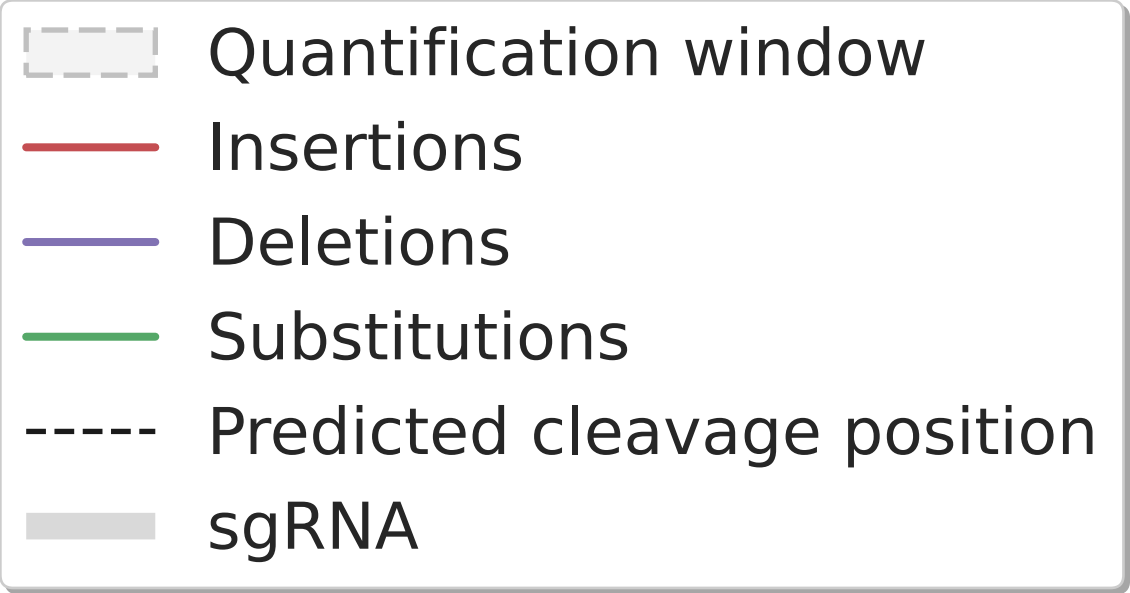 Quantification window
Insertions
Deletions
Substitutions
Predicted cleavage position
sgRNA